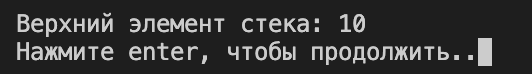 Верхний элемент стека: 10
Нажмите enter, чтобы продолжить..